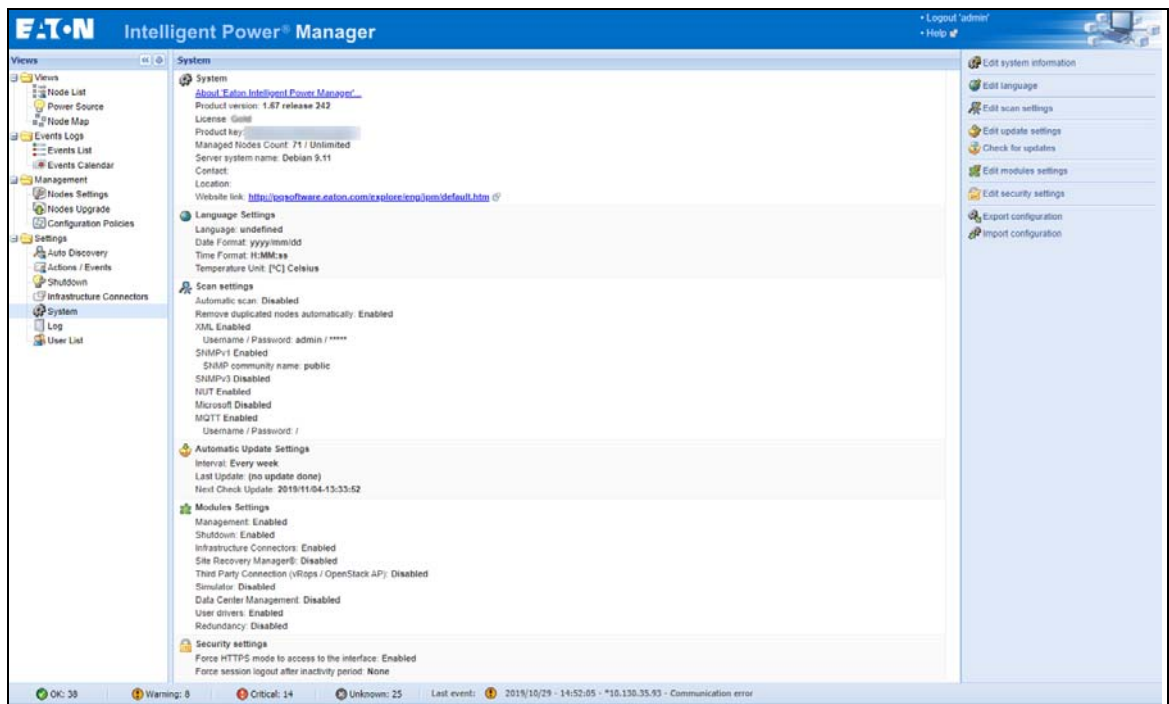 EATON Intelligent Power® Manager
• Logout 'admin'
• Help
Views
Views
Node List
Power Source
Node Map
Events Logs
Events List
Events Calendar
Management
Nodes Settings
Nodes Upgrade
Configuration Policies
Settings
Auto Discovery
Actions / Events
Shutdown
Infrastructure Connectors
System
Log
User List
System
System
About 'Eaton Intelligent Power Manager'...
Product version: 1.67 release 242
License: Gold
Product key:
Managed Nodes Count: 71 / Unlimited
Server system name: Debian 9.11
Contact:
Location:
Website link: http://pqsoftware.eaton.com/explore/eng/ipm/default.htm
Language Settings
Language: undefined
Date Format: yyyy/mm/dd
Time Format: H:MM:ss
Temperature Unit: [°C] Celsius
Scan settings
Automatic scan: Disabled
Remove duplicated nodes automatically: Enabled
XML Enabled
Username / Password: admin / *****
SNMPv1 Enabled
SNMP community name: public
SNMPv3 Disabled
NUT Enabled
Microsoft Disabled
MQTT Enabled
Username / Password: /
Automatic Update Settings
Interval: Every week
Last Update: (no update done)
Next Check Update: 2019/11/04-13:33:52
Modules Settings
Management: Enabled
Shutdown: Enabled
Infrastructure Connectors: Enabled
Site Recovery Manager®: Disabled
Third Party Connection (vRops / OpenStack AP): Disabled
Simulator: Disabled
Data Center Management: Disabled
User drivers: Enabled
Redundancy: Disabled
Security settings
Force HTTPS mode to access to the interface: Enabled
Force session logout after inactivity period: None
Edit system information
Edit language
Edit scan settings
Edit update settings
Check for updates
Edit modules settings
Edit security settings
Export configuration
Import configuration
OK: 38 Warning: 8 Critical: 14 Unknown: 25 Last event: 2019/10/29 - 14:52:05 - *10.130.35.93 - Communication error